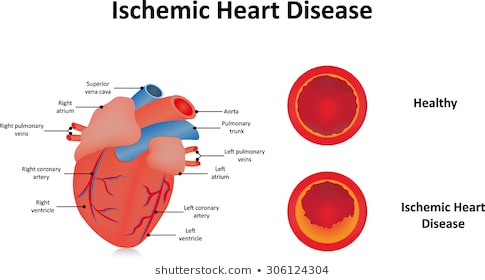 Ischemic Heart Disease
Superior
vena cava
Right
atrium
Aorta
Pulmonary
trunk
Right pulmonary
veins
Left pulmonary
veins
Right coronary
artery
Left
atrium
Right
ventricle
Left coronary
artery
Left
ventricle
Healthy
Ischemic Heart
Disease
shutterstock · 306124304